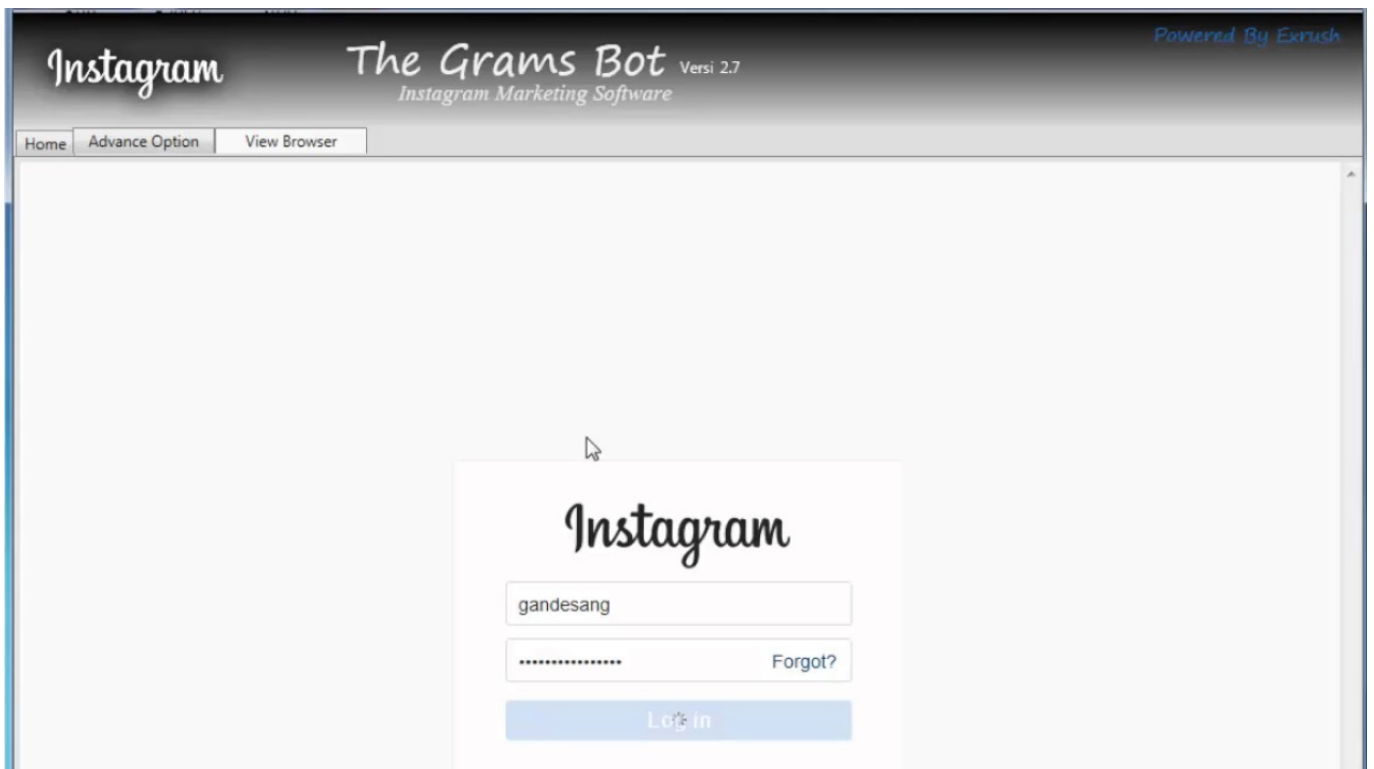 Powered By Exrush
Instagram
The Grams Bot Versi 2.7
Instagram Marketing Software
Home Advance Option View Browser
Instagram
gandesang
•••••••••••••••• Forgot?
Log in